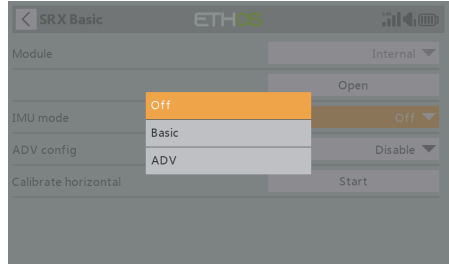 SRX Basic ETHOS
Module Internal
Open
Off
IMU mode Off
Basic
ADV config Disable
ADV
Calibrate horizontal Start